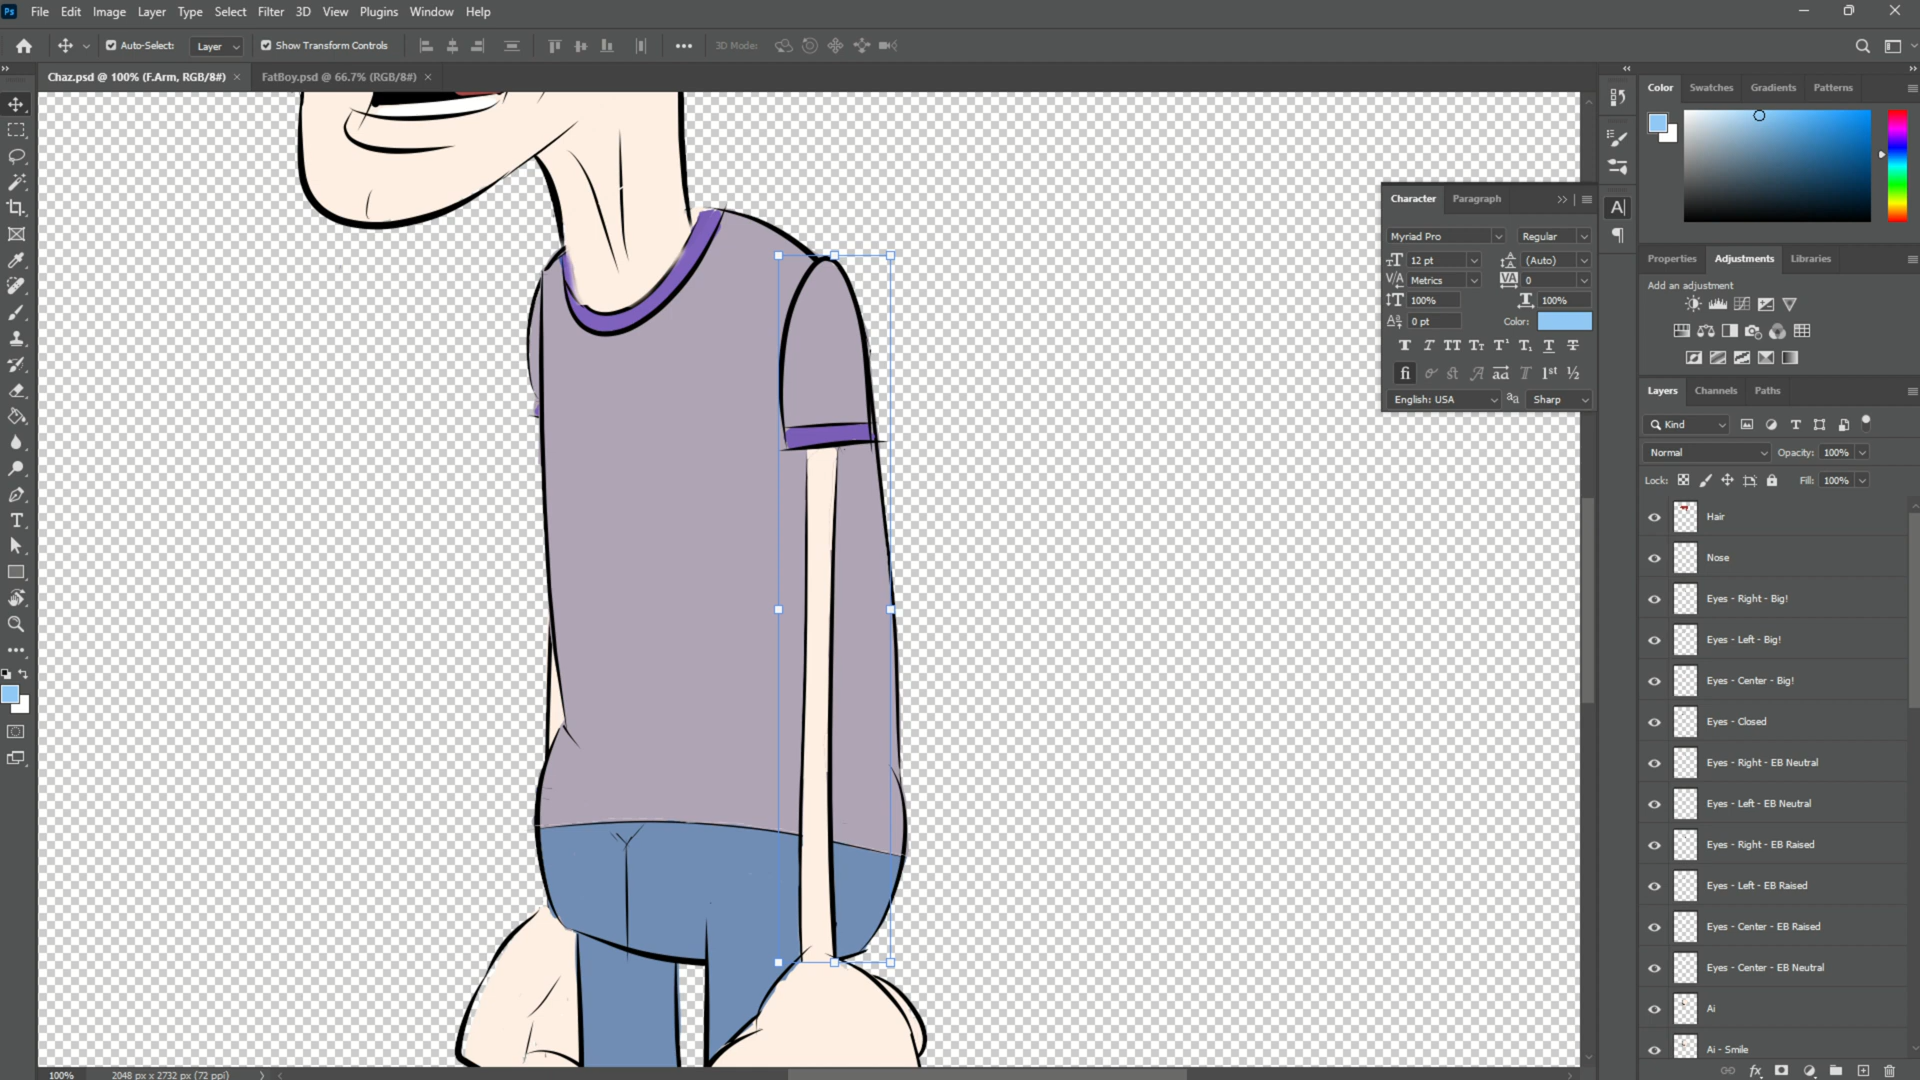 Ps File Edit Image Layer Type Select Filter 3D View Plugins Window Help
Auto-Select: Layer Show Transform Controls 3D Mode:
Chaz.psd @ 100% (F.Arm, RGB/8#) × FatBoy.psd @ 66.7% (RGB/8#) ×
Color Swatches Gradients Patterns
Character Paragraph
Myriad Pro Regular
12 pt (Auto)
Metrics 0
100% 100%
0 pt Color:
English: USA Sharp
Properties Adjustments Libraries
Add an adjustment
Layers Channels Paths
Kind
Normal Opacity: 100%
Lock: Fill: 100%
Hair
Nose
Eyes - Right - Big!
Eyes - Left - Big!
Eyes - Center - Big!
Eyes - Closed
Eyes - Right - EB Neutral
Eyes - Left - EB Neutral
Eyes - Right - EB Raised
Eyes - Left - EB Raised
Eyes - Center - EB Raised
Eyes - Center - EB Neutral
Ai
Ai - Smile
100% 2048 px x 2732 px (72 ppi)